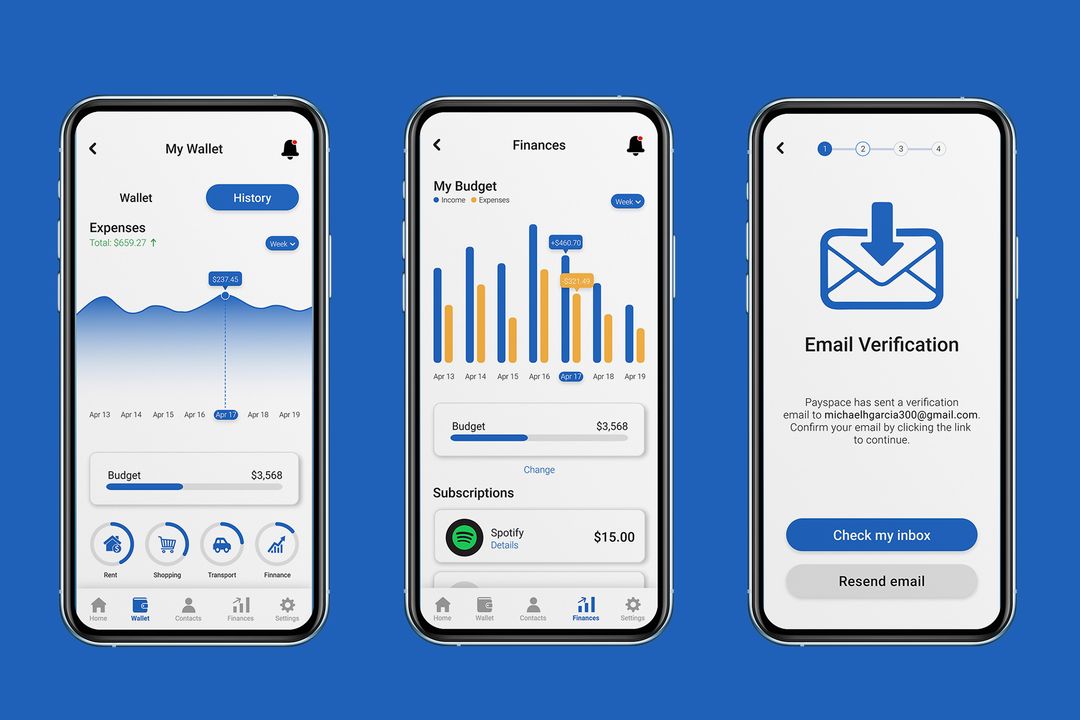 My Wallet
Wallet
History
Expenses
Total: $659.27 ↑
Week
$237.45
Apr 13 Apr 14 Apr 15 Apr 16 Apr 17 Apr 18 Apr 19
Budget $3,568
Rent Shopping Transport Finnance
Home Wallet Contacts Finances Settings
Finances
My Budget
Income Expenses
Week
+$460.70
-$321.49
Apr 13 Apr 14 Apr 15 Apr 16 Apr 17 Apr 18 Apr 19
Budget $3,568
Change
Subscriptions
Spotify
Details
$15.00
Home Wallet Contacts Finances Settings
1 2 3 4
Email Verification
Payspace has sent a verification
email to michaelhgarcia300@gmail.com.
Confirm your email by clicking the link
to continue.
Check my inbox
Resend email